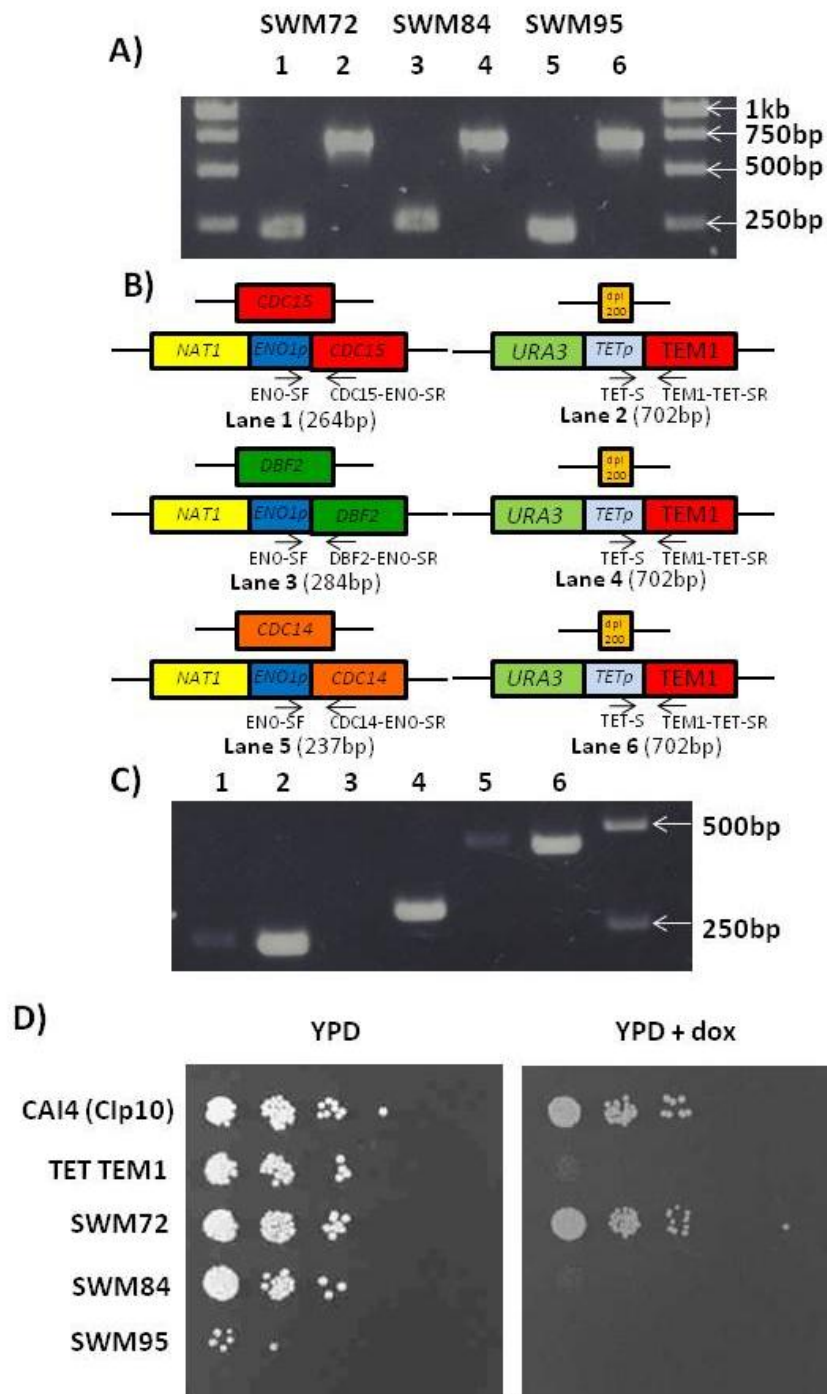 SWM72 SWM84 SWM95
A) 1 2 3 4 5 6
1kb
750bp
500bp
250bp
B)
CDC15 dpl 200
NAT1 ENO1p CDC15 URA3 TETp TEM1
ENO-SF CDC15-ENO-SR TET-S TEM1-TET-SR
Lane 1 (264bp) Lane 2 (702bp)
DBF2 dpl 200
NAT1 ENO1p DBF2 URA3 TETp TEM1
ENO-SF DBF2-ENO-SR TET-S TEM1-TET-SR
Lane 3 (284bp) Lane 4 (702bp)
CDC14 dpl 200
NAT1 ENO1p CDC14 URA3 TETp TEM1
ENO-SF CDC14-ENO-SR TET-S TEM1-TET-SR
Lane 5 (237bp) Lane 6 (702bp)
C) 1 2 3 4 5 6
500bp
250bp
D) YPD YPD + dox
CAI4 (CIp10)
TET TEM1
SWM72
SWM84
SWM95